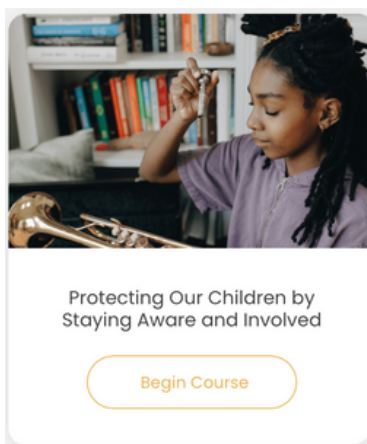 Protecting Our Children by
Staying Aware and Involved
Begin Course